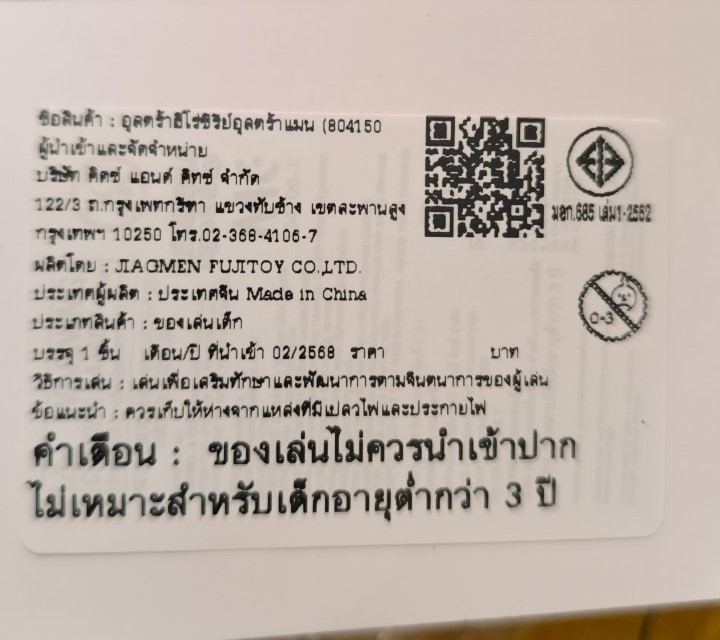 ชื่อสินค้า : อุลตร้าฮีโร่ซีรีย์อุลตร้าแมน (804150
ผู้นำเข้าและจัดจำหน่าย
บริษัท คิดซ์ แอนด์ คิทซ์ จำกัด
122/3 ถ.กรุงเทพกรีฑา แขวงทับช้าง เขตสะพานสูง
กรุงเทพฯ 10250 โทร.02-368-4106-7
ผลิตโดย : JIAGMEN FUJITOY CO.,LTD.
ประเทศผู้ผลิต : ประเทศจีน Made in China
ประเภทสินค้า : ของเล่นเด็ก
บรรจุ 1 ชิ้น เดือน/ปี ที่นำเข้า 02/2568 ราคา บาท
วิธีการเล่น : เล่นเพื่อเสริมทักษาและพัฒนาการตามจินตนาการของผู้เล่น
ข้อแนะนำ : ควรเก็บให้ห่างจากแหล่งที่มีเปลวไฟและประกายไฟ
คำเตือน : ของเล่นไม่ควรนำเข้าปาก
ไม่เหมาะสำหรับเด็กอายุต่ำกว่า 3 ปี
มอก.685 เล่ม1-2562
0-3